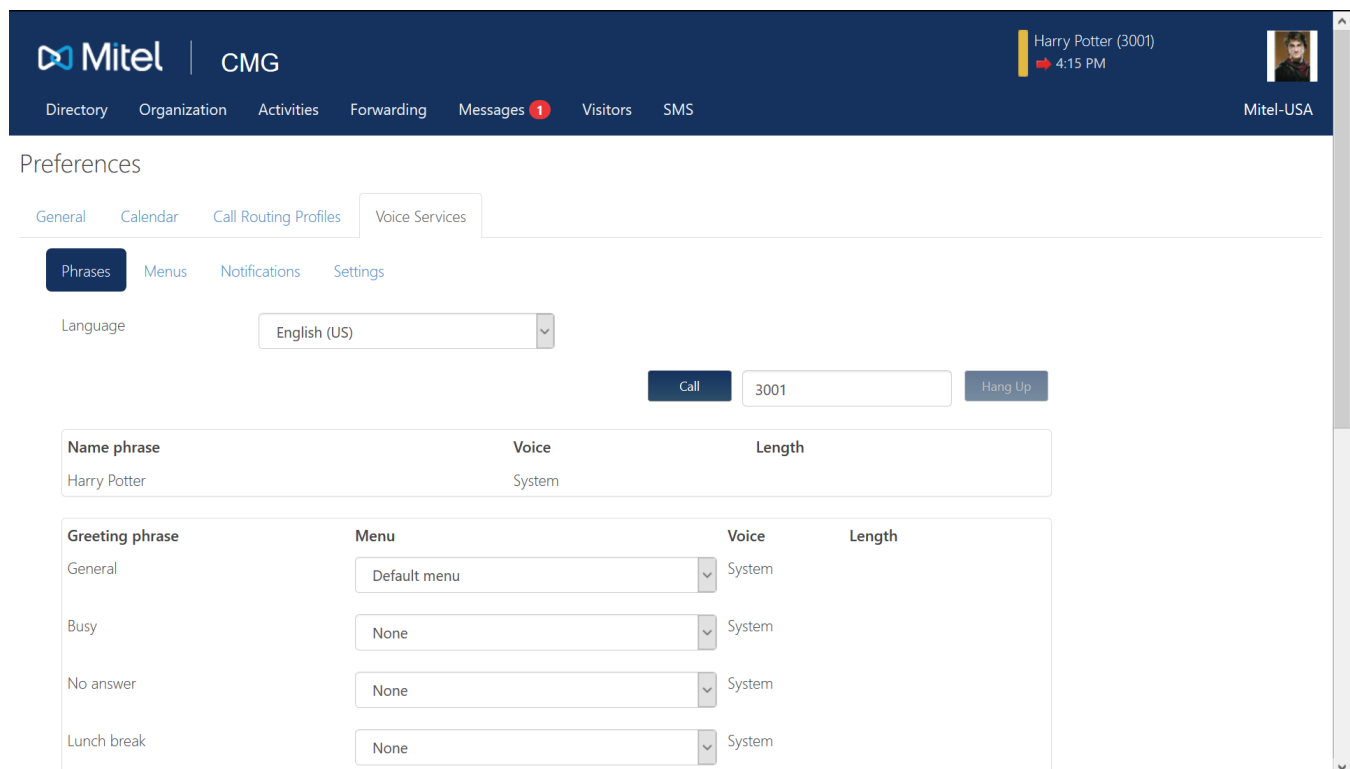 Mitel CMG Harry Potter (3001)
4:15 PM
Directory Organization Activities Forwarding Messages 1 Visitors SMS Mitel-USA
Preferences
General Calendar Call Routing Profiles Voice Services
Phrases Menus Notifications Settings
Language English (US)
Call 3001 Hang Up
Name phrase Voice Length
Harry Potter System
Greeting phrase Menu Voice Length
General Default menu System
Busy None System
No answer None System
Lunch break None System